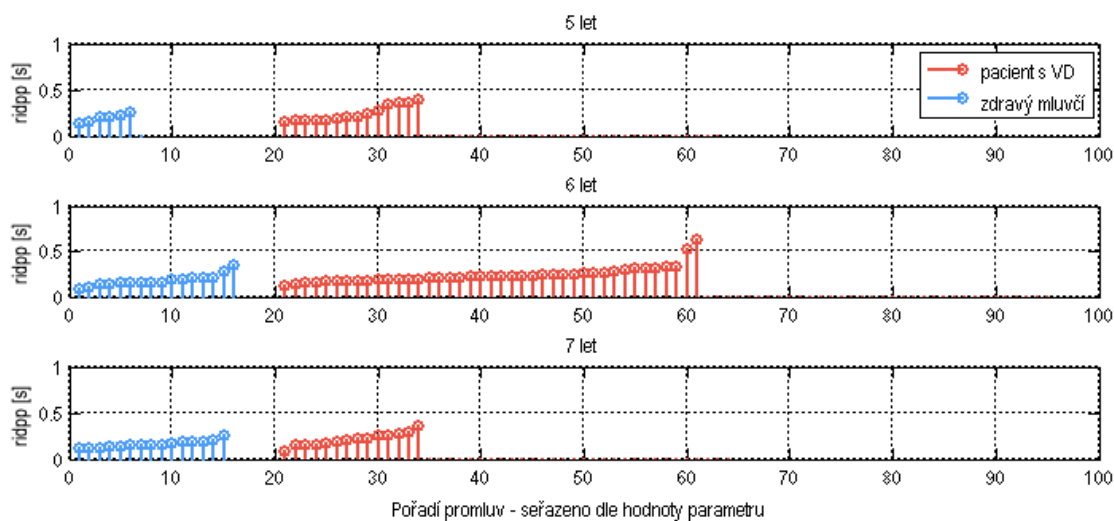 5 let
1
0.5
0
ridpp [s]
pacient s VD
zdravý mluvčí
0 10 20 30 40 50 60 70 80 90 100
6 let
1
0.5
0
ridpp [s]
0 10 20 30 40 50 60 70 80 90 100
7 let
1
0.5
0
ridpp [s]
0 10 20 30 40 50 60 70 80 90 100
Pořadí promluv - seřazeno dle hodnoty parametru